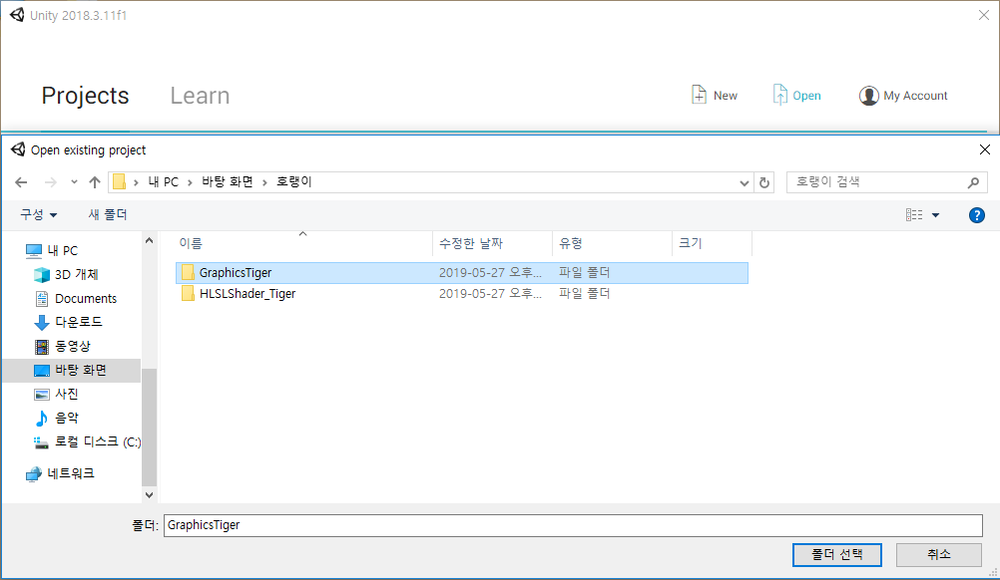 Unity 2018.3.11f1
Projects Learn New Open My Account
Open existing project
내 PC 바탕 화면 호랭이 호랭이 검색
구성 새 폴더
이름 수정한 날짜 유형 크기
내 PC
3D 개체
Documents
다운로드
동영상
바탕 화면
사진
음악
로컬 디스크 (C:)
네트워크
GraphicsTiger 2019-05-27 오후... 파일 폴더
HLSLShader_Tiger 2019-05-27 오후... 파일 폴더
폴더: GraphicsTiger
폴더 선택 취소